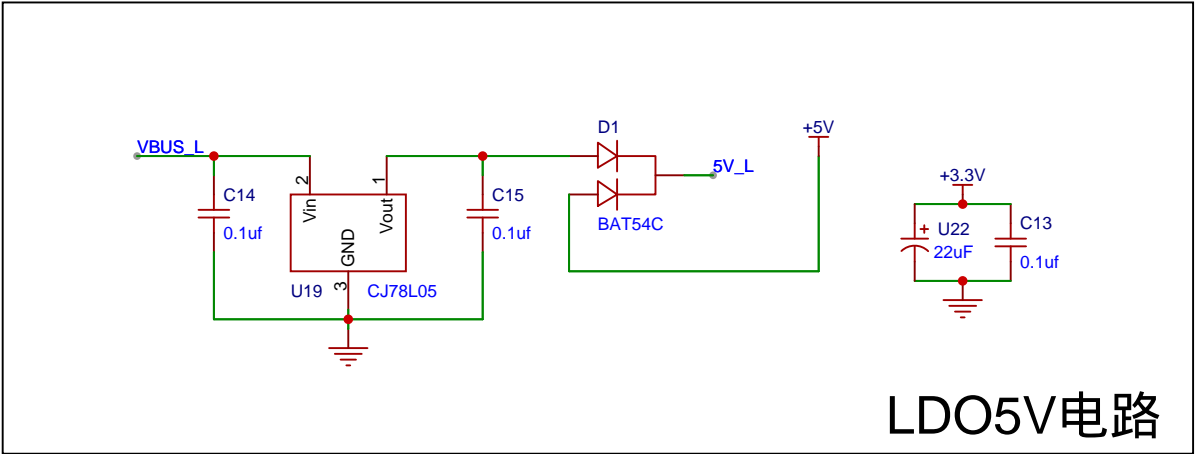 VBUS_L
C14
0.1uf
2
Vin
1
Vout
GND
3
U19
CJ78L05
C15
0.1uf
D1
BAT54C
5V_L
+5V
+3.3V
+
U22
22uF
C13
0.1uf
LDO5V电路